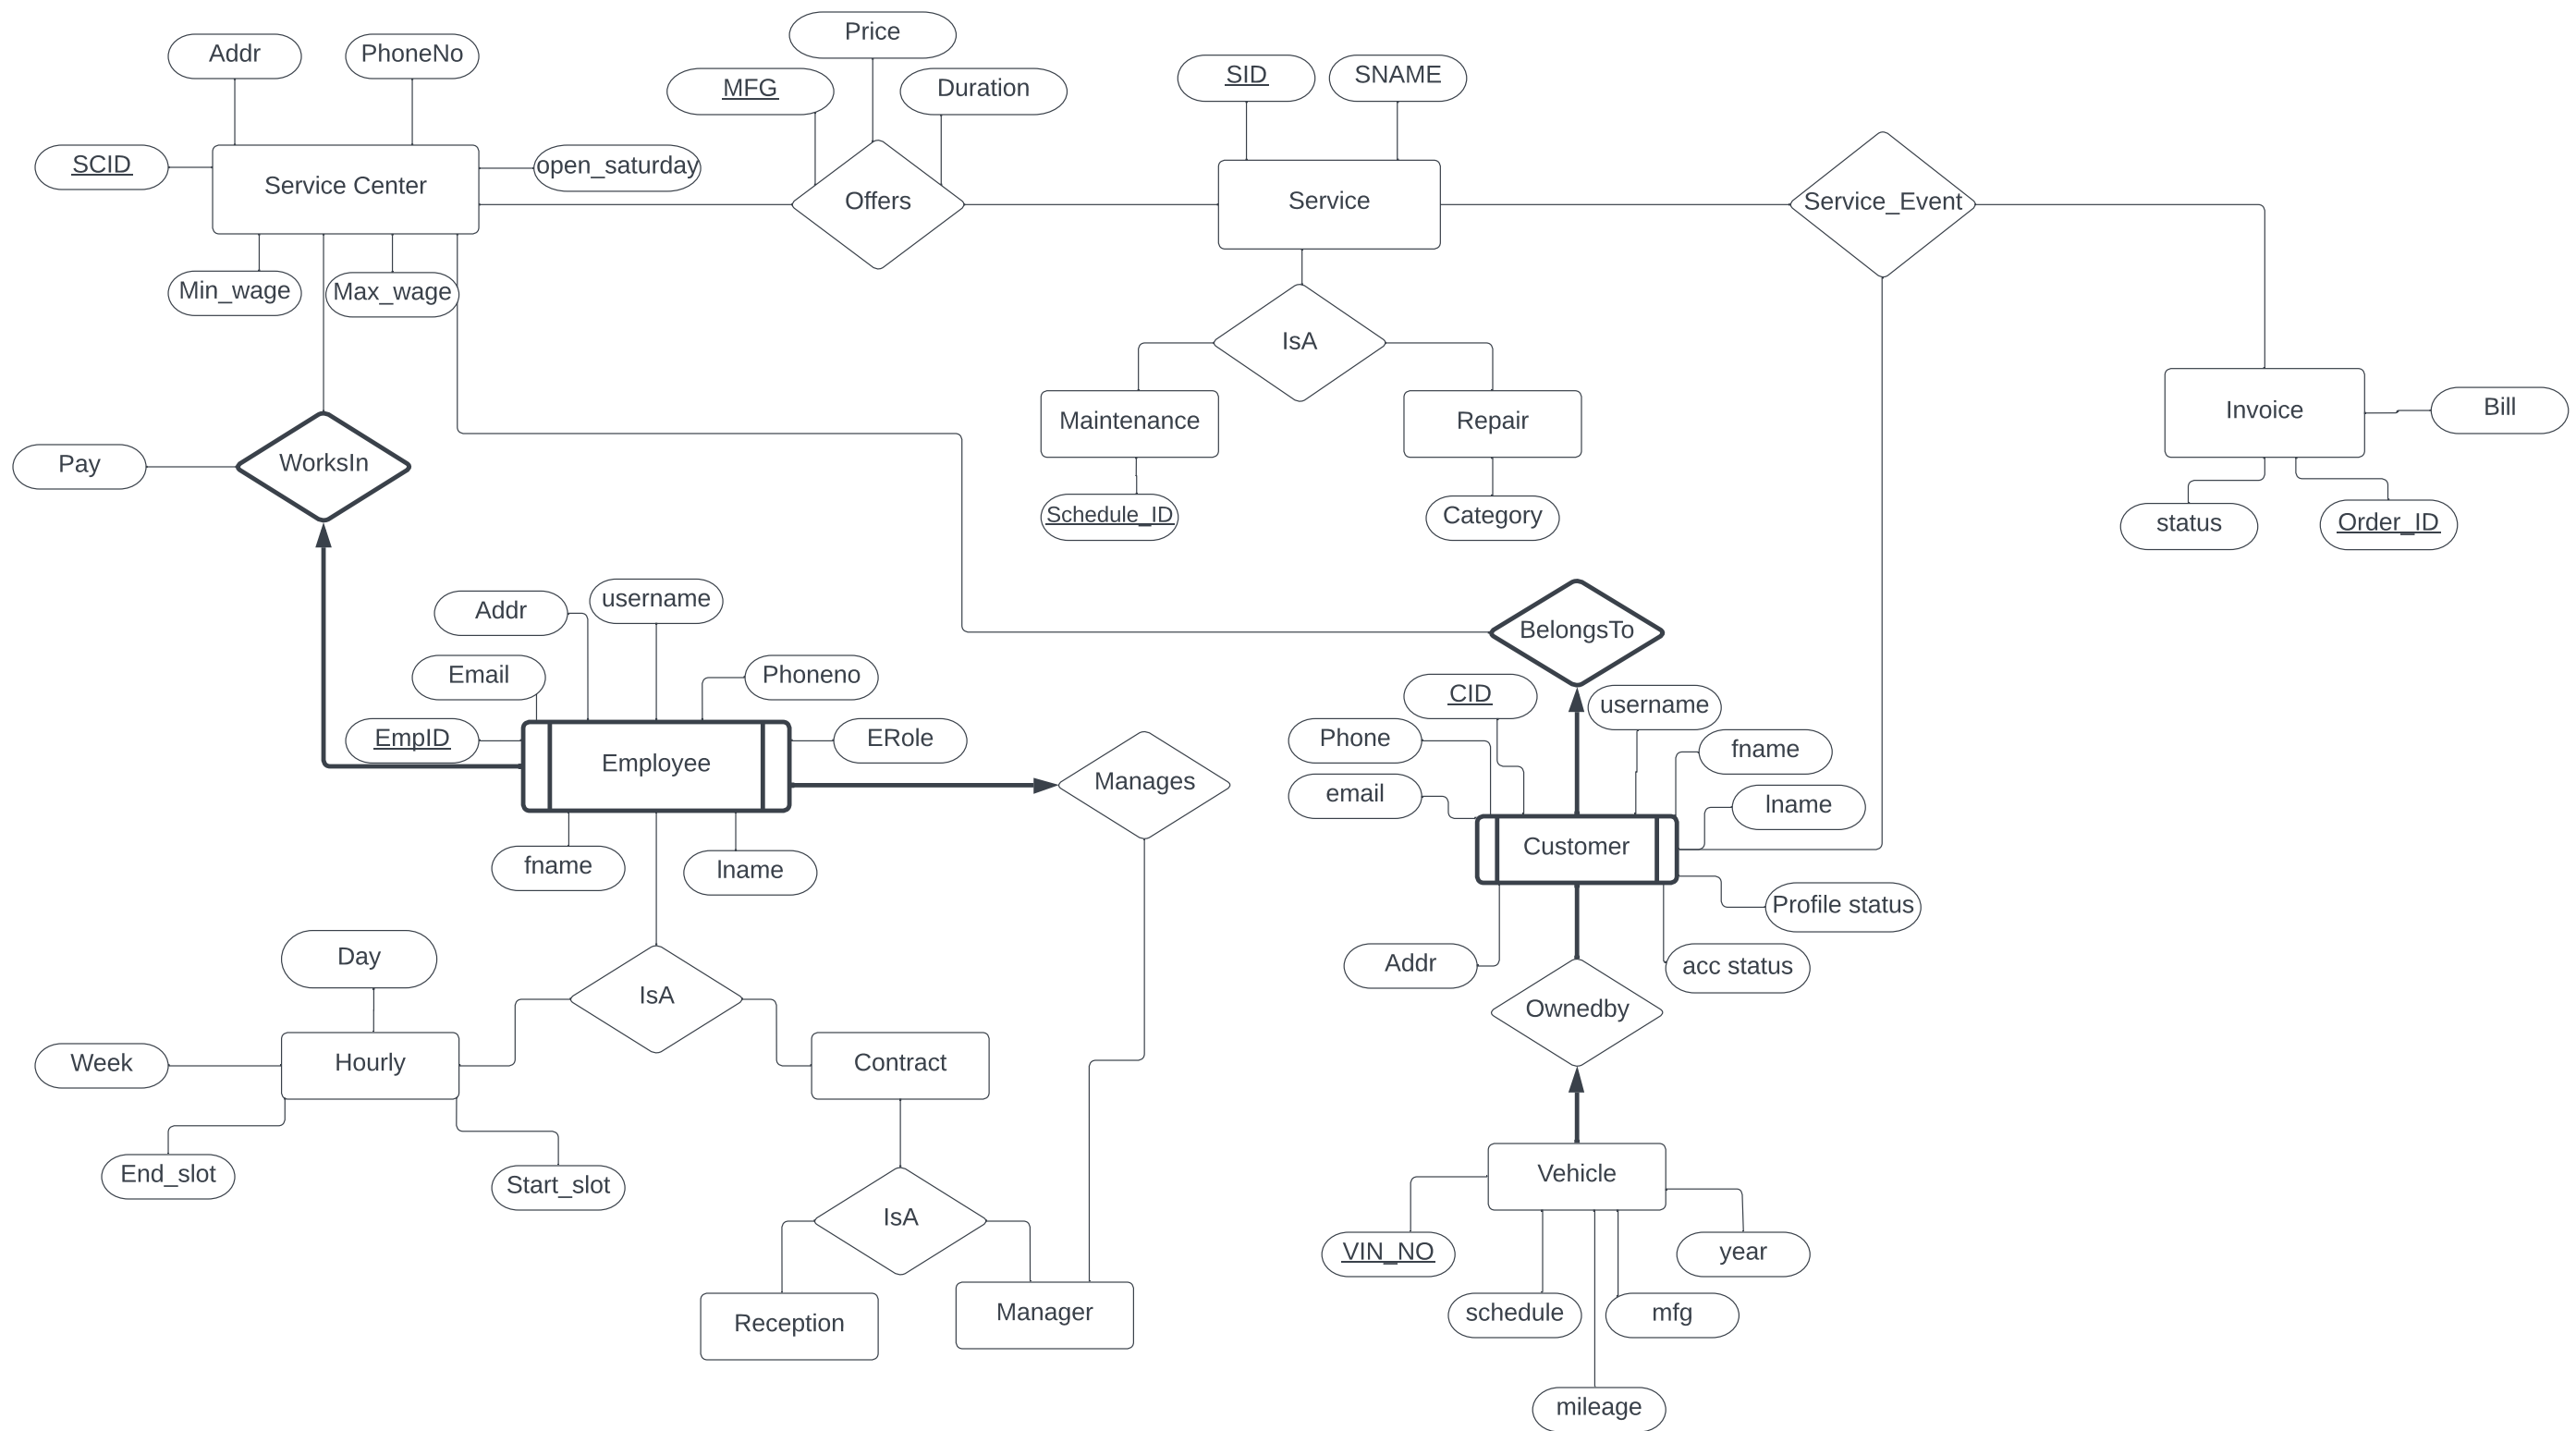 Price
Addr
PhoneNo
SID
SNAME
MFG
Duration
SCID
open_saturday
Service Center
Offers
Service
Service_Event
Min_wage
Max_wage
IsA
Maintenance
Repair
Invoice
Bill
Pay
WorksIn
Schedule_ID
Category
status
Order_ID
Addr
username
BelongsTo
Email
Phoneno
CID
username
EmpID
ERole
Phone
fname
Employee
Manages
email
lname
Customer
fname
lname
Profile status
Day
Addr
acc status
IsA
Ownedby
Week
Hourly
Contract
End_slot
Start_slot
Vehicle
IsA
VIN_NO
year
Reception
Manager
schedule
mfg
mileage